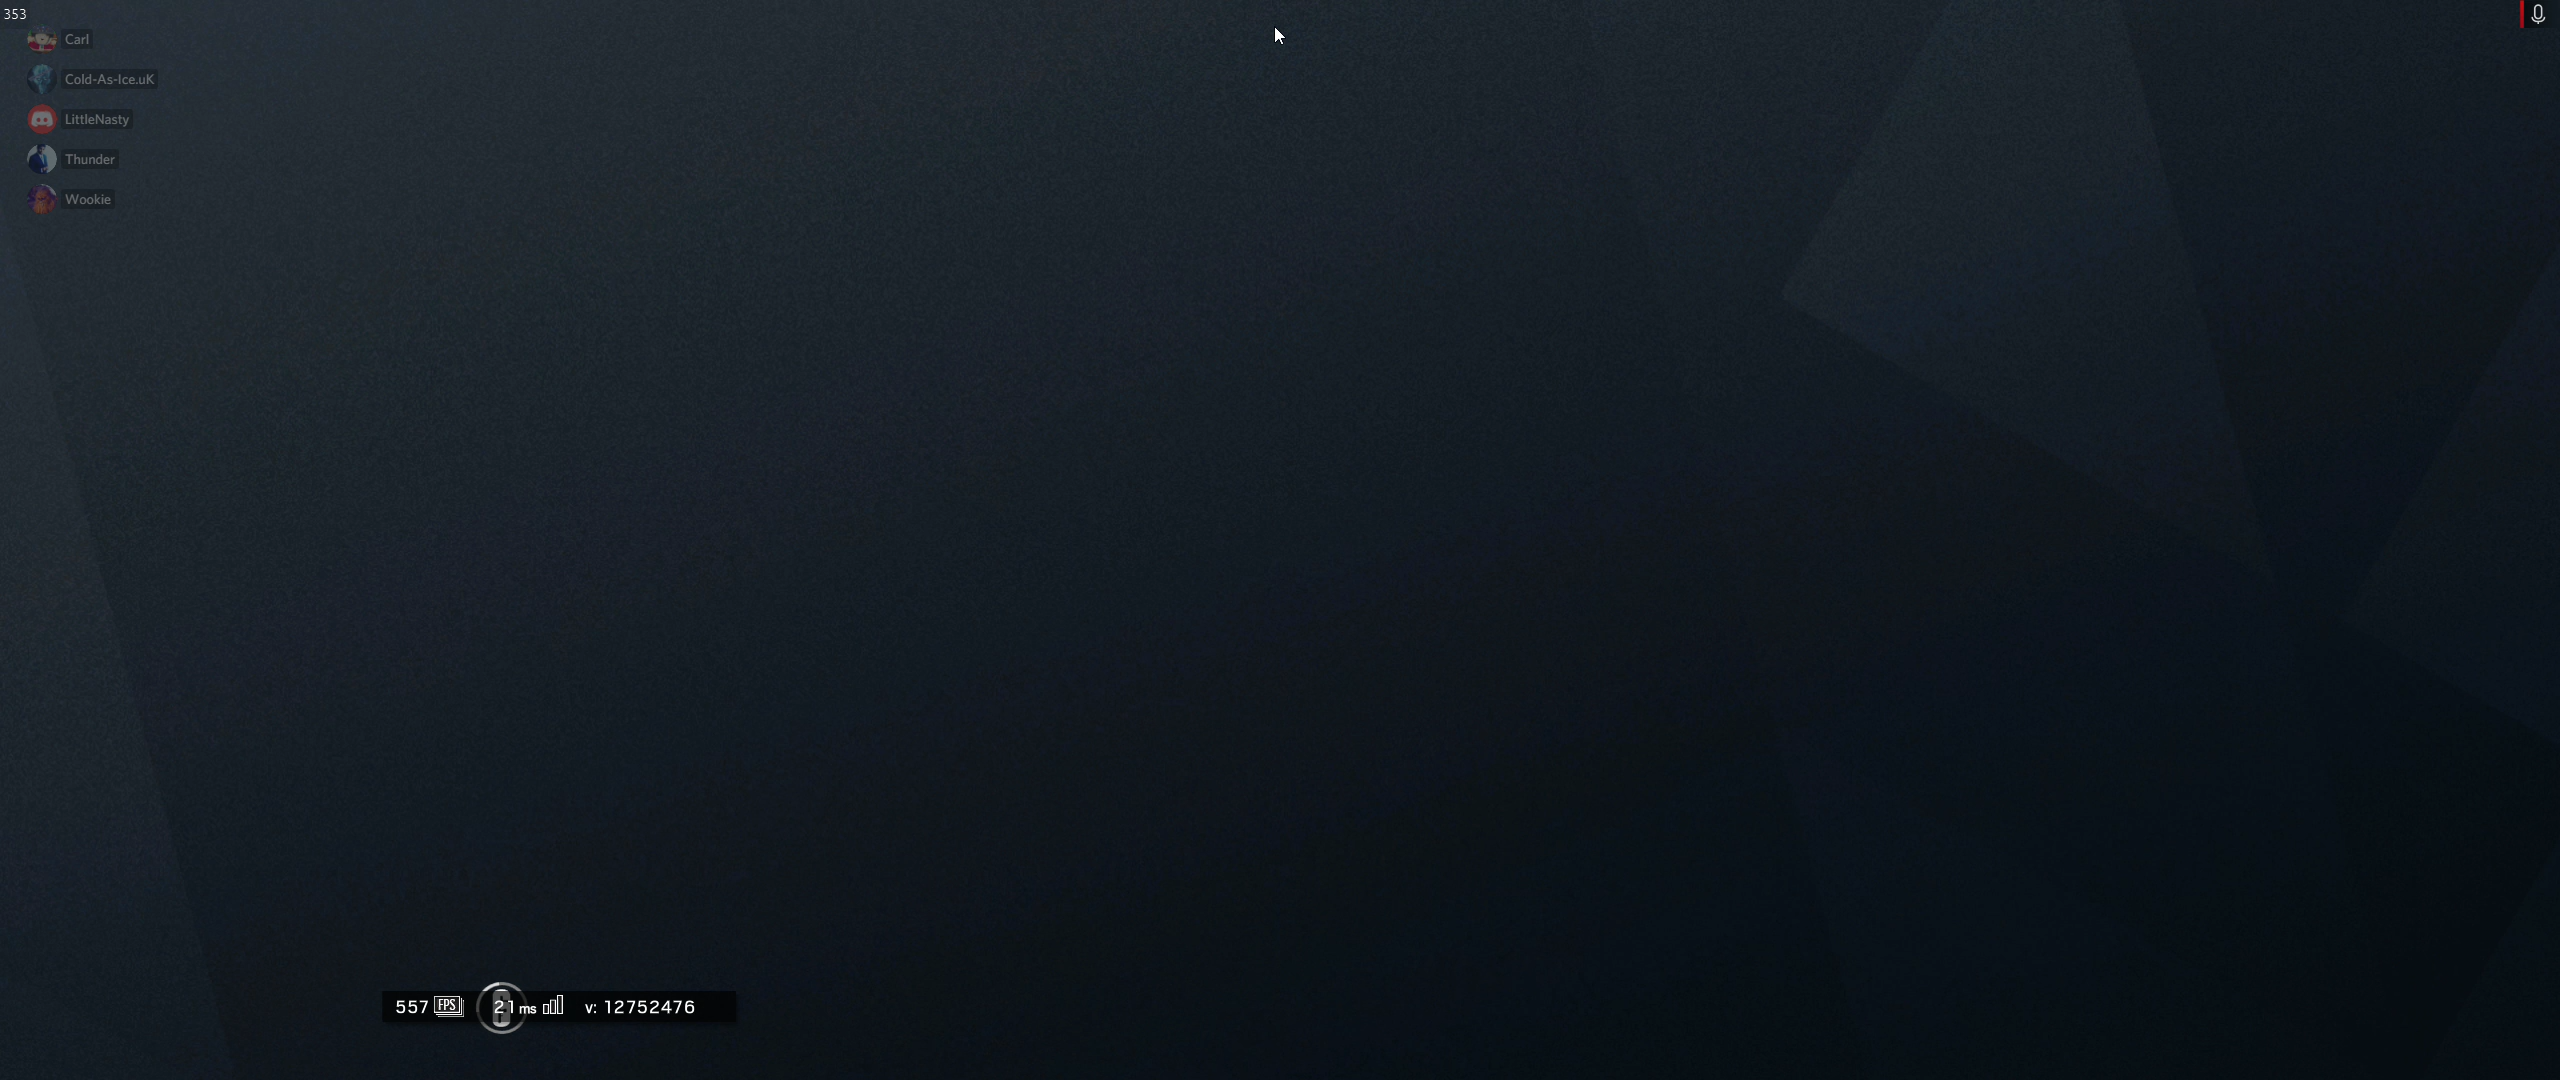 353
Carl
Cold-As-Ice.uK
LittleNasty
Thunder
Wookie
557 FPS 21 ms v: 12752476